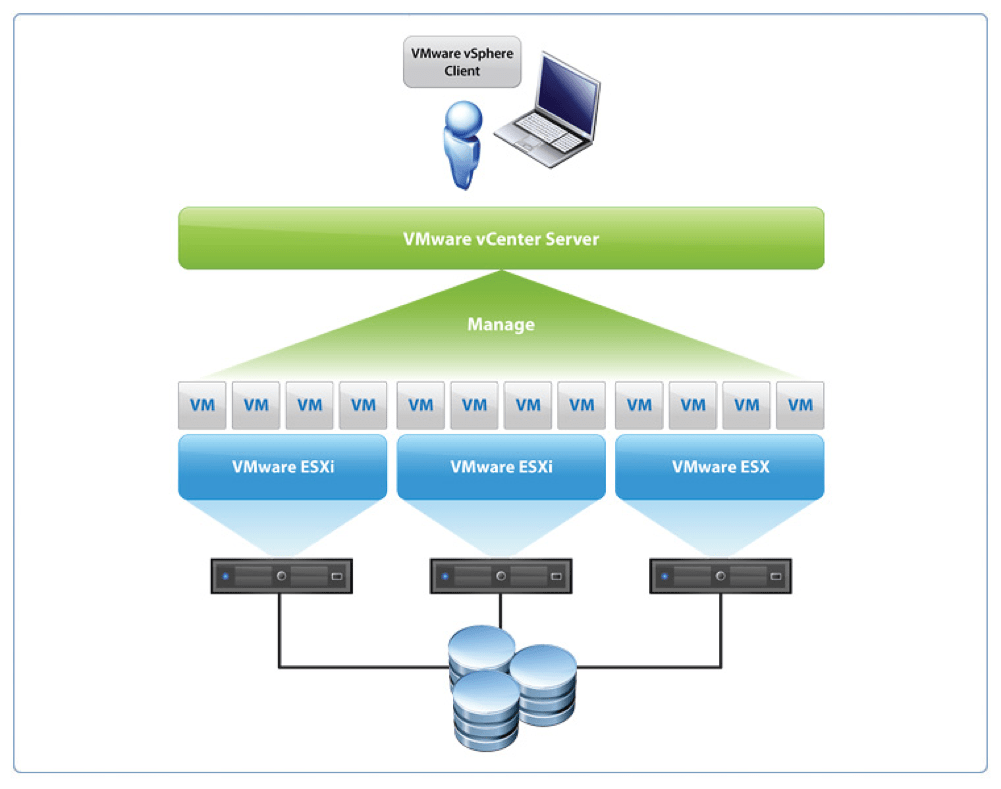 VMware vSphere
Client
VMware vCenter Server
Manage
VM VM VM VM VM VM VM VM VM VM VM VM
VMware ESXi VMware ESXi VMware ESX